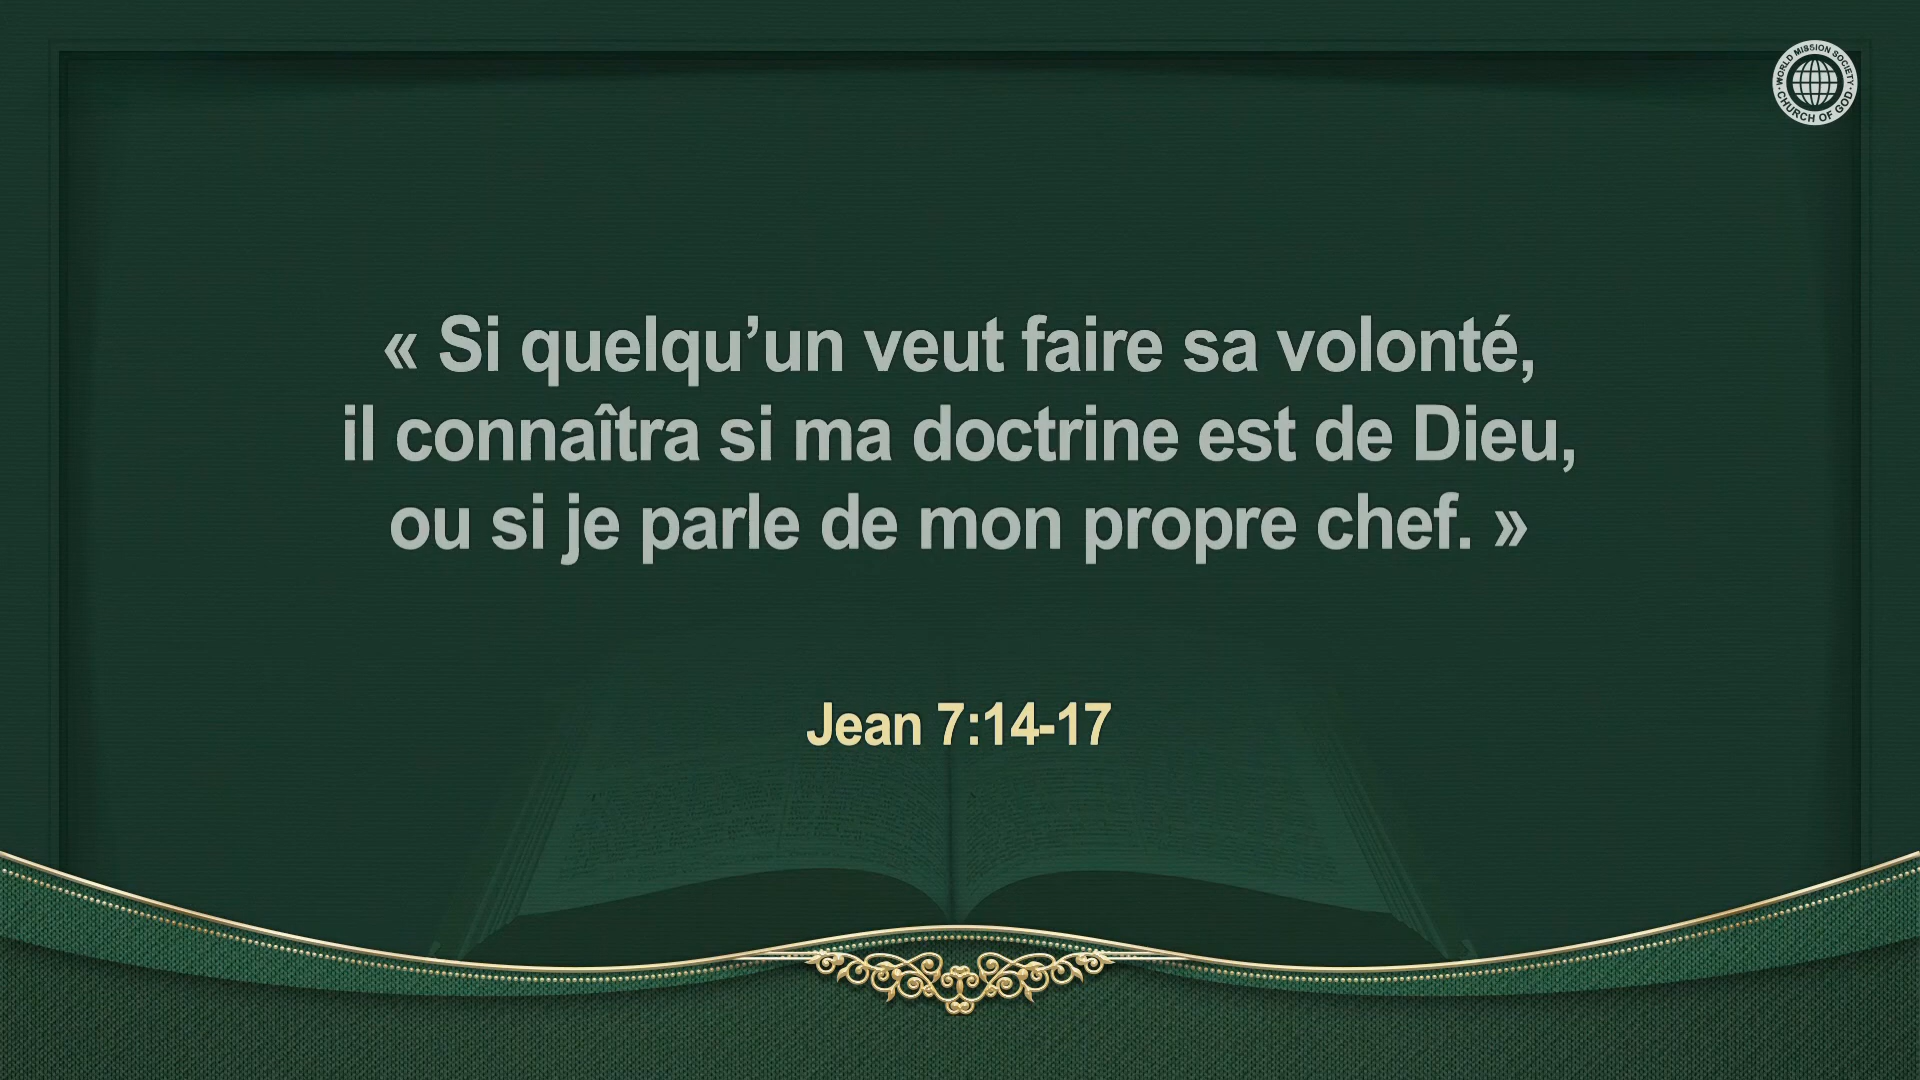 WORLD MISSION SOCIETY
CHURCH OF GOD
« Si quelqu’un veut faire sa volonté,
il connaîtra si ma doctrine est de Dieu,
ou si je parle de mon propre chef. »
Jean 7:14-17